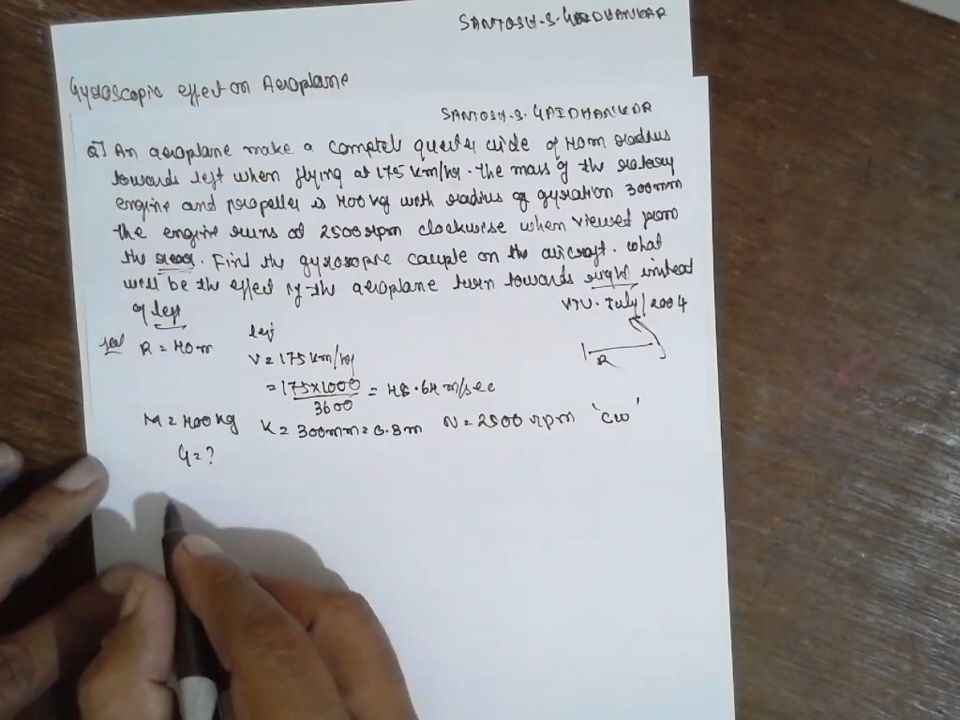 SANTOSH.S.GAIDHANKAR
Gyroscopic effect on Aeroplane
SANTOSH.S. GAIDHANKAR
Q] An aeroplane make a complet quarter circle of 40m radius
towards left when flying at 175 km/hr. the mass of the rotary
engine and propeller is 400 kg with radius of gyration 300mm
the engine runs at 2500 rpm clockwise when viewed from
the rear. Find the gyroscopic couple on the aircraft. what
will be the effect if the aeroplane turn towards right instead
of left
VTU. July/2004
left
Sol R = 40m
V = 175 km/hr
= 175×1000 = 48.61 m/sec
3600
R
M = 400 kg K = 300mm = 0.3m N = 2500 rpm 'cw'
G = ?